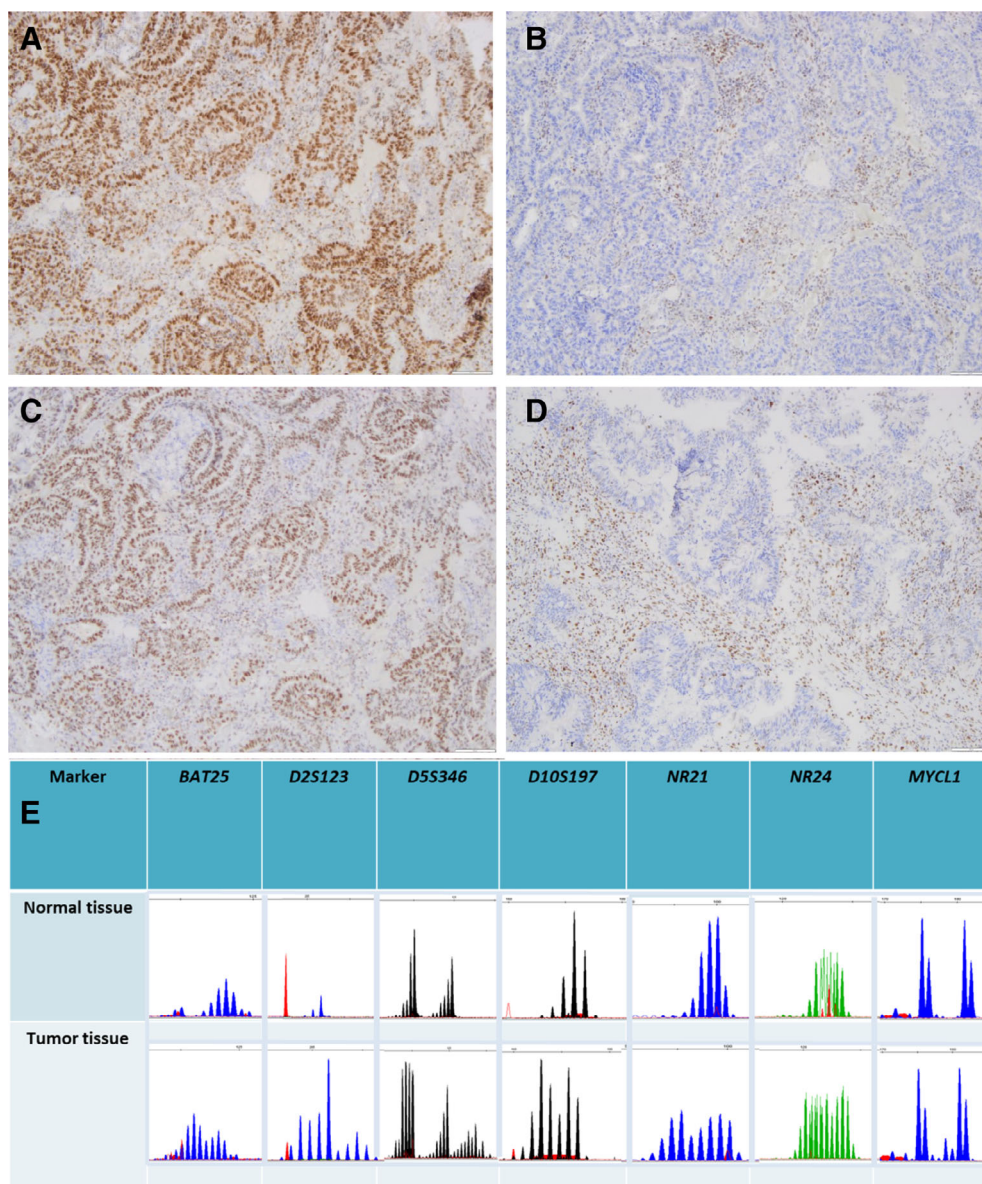 A
B
C
D
E
Marker BAT25 D2S123 D5S346 D10S197 NR21 NR24 MYCL1
Normal tissue
Tumor tissue